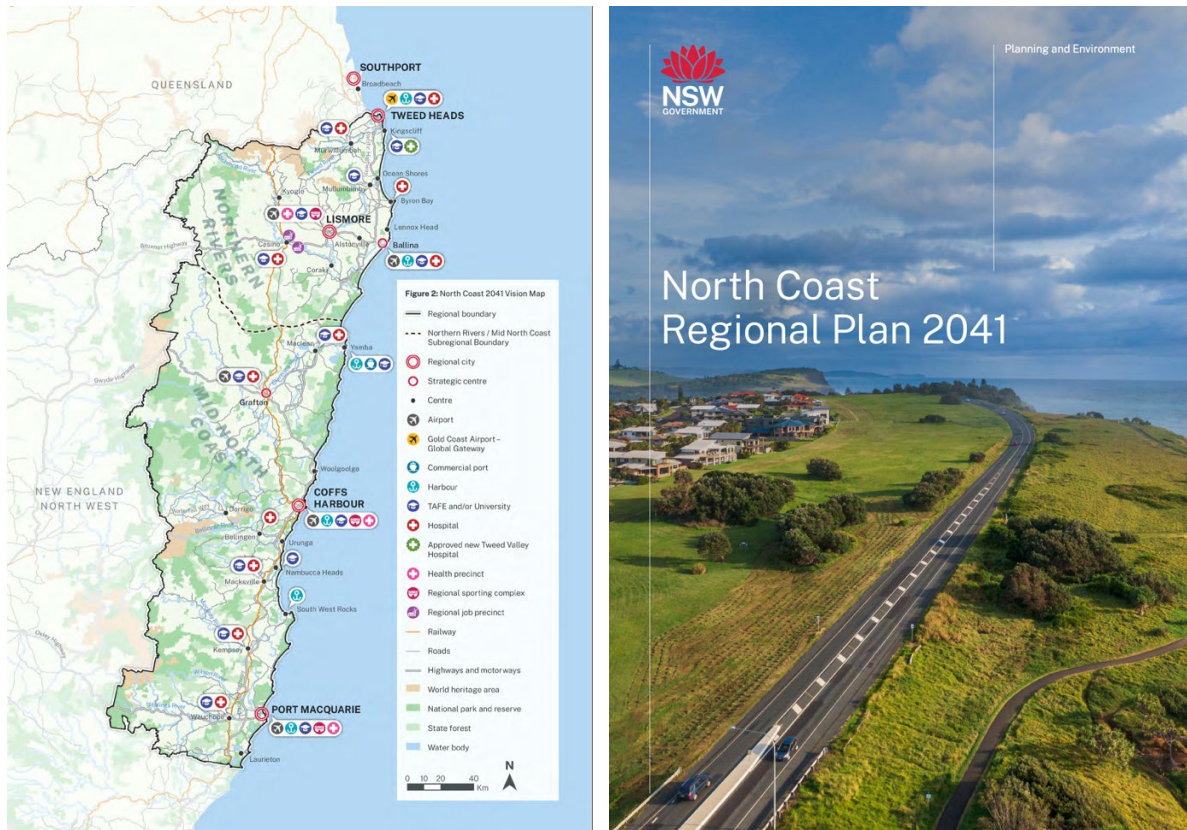 QUEENSLAND
SOUTHPORT
Broadbeach
TWEED HEADS
Kingscliff
Murwillumbah
Ocean Shores
Mullumbimby
Byron Bay
Kyogle
NORTHERN
RIVERS
LISMORE
Lennox Head
Casino
Alstonville
Ballina
Coraki
Maclean
Yamba
Gwydir Highway
Grafton
MID NORTH
COAST
Woolgoolga
NEW ENGLAND
NORTH WEST
COFFS
HARBOUR
Dorrigo
Bellingen
Urunga
Nambucca Heads
Macksville
South West Rocks
Oxley Highway
Kempsey
PORT MACQUARIE
Wauchope
Laurieton
Figure 2: North Coast 2041 Vision Map
Regional boundary
Northern Rivers / Mid North Coast
Subregional Boundary
Regional city
Strategic centre
Centre
Airport
Gold Coast Airport –
Global Gateway
Commercial port
Harbour
TAFE and/or University
Hospital
Approved new Tweed Valley
Hospital
Health precinct
Regional sporting complex
Regional job precinct
Railway
Roads
Highways and motorways
World heritage area
National park and reserve
State forest
Water body
N
0 10 20 40
Km
NSW
GOVERNMENT
Planning and Environment
North Coast
Regional Plan 2041